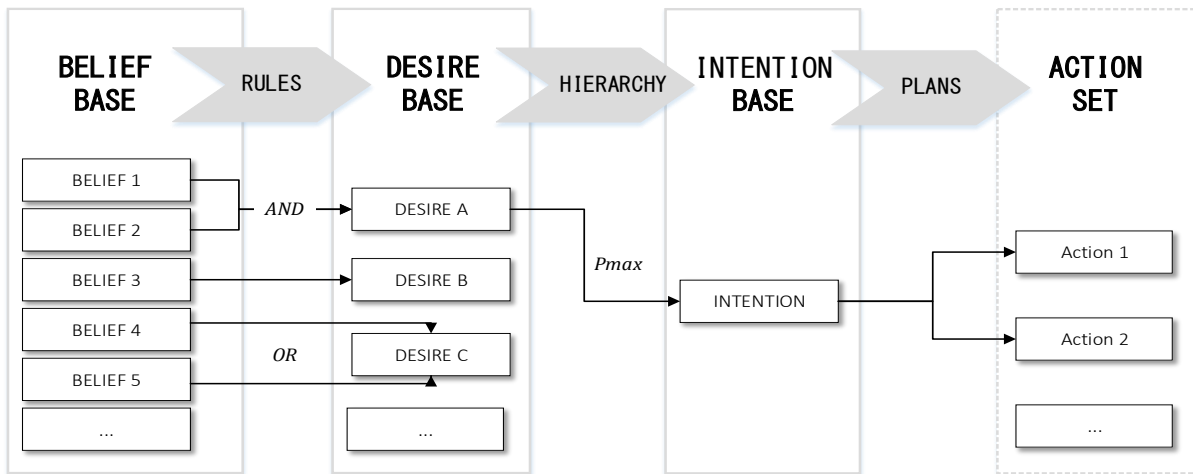 BELIEF
BASE
RULES
DESIRE
BASE
HIERARCHY
INTENTION
BASE
PLANS
ACTION
SET
BELIEF 1
BELIEF 2
BELIEF 3
BELIEF 4
BELIEF 5
...
AND
OR
DESIRE A
DESIRE B
DESIRE C
...
Pmax
INTENTION
Action 1
Action 2
...